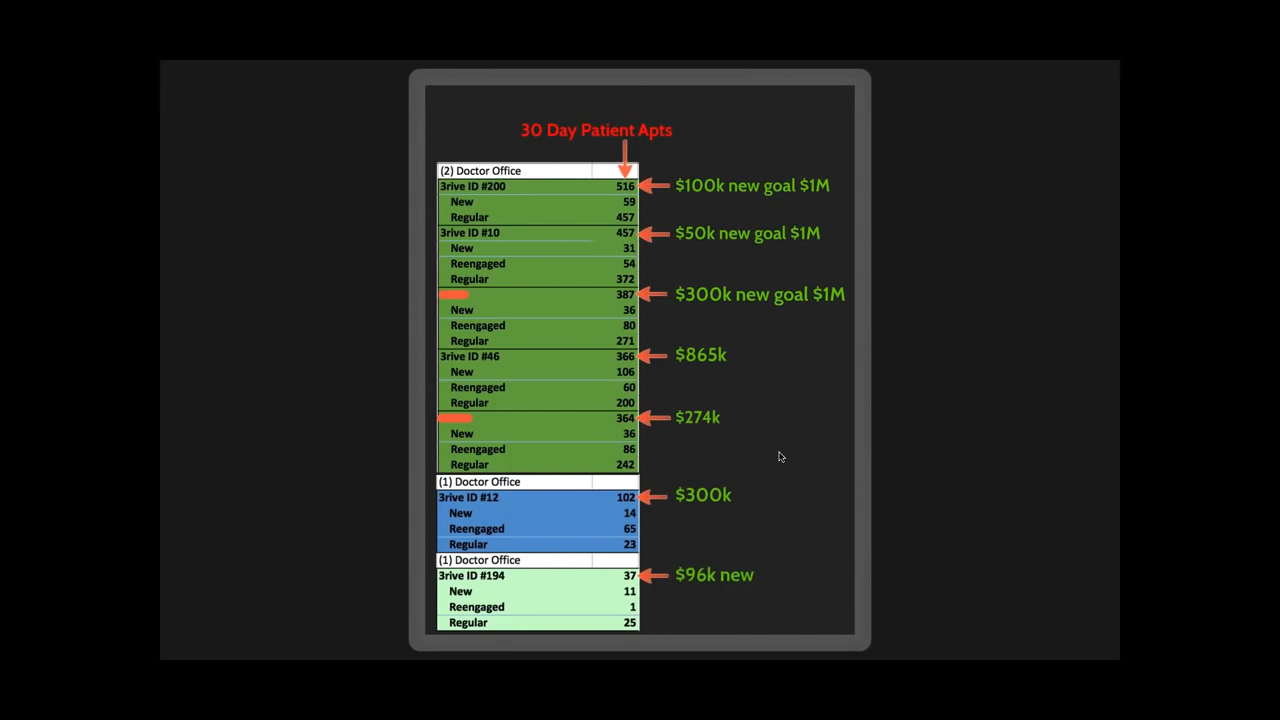 30 Day Patient Apts
(2) Doctor Office
3rive ID #200 516 $100k new goal $1M
New 59
Regular 457
3rive ID #10 457 $50k new goal $1M
New 31
Reengaged 54
Regular 372
387 $300k new goal $1M
New 36
Reengaged 80
Regular 271
3rive ID #46 366 $865k
New 106
Reengaged 60
Regular 200
364 $274k
New 36
Reengaged 86
Regular 242
(1) Doctor Office
3rive ID #12 102 $300k
New 14
Reengaged 65
Regular 23
(1) Doctor Office
3rive ID #194 37 $96k new
New 11
Reengaged 1
Regular 25